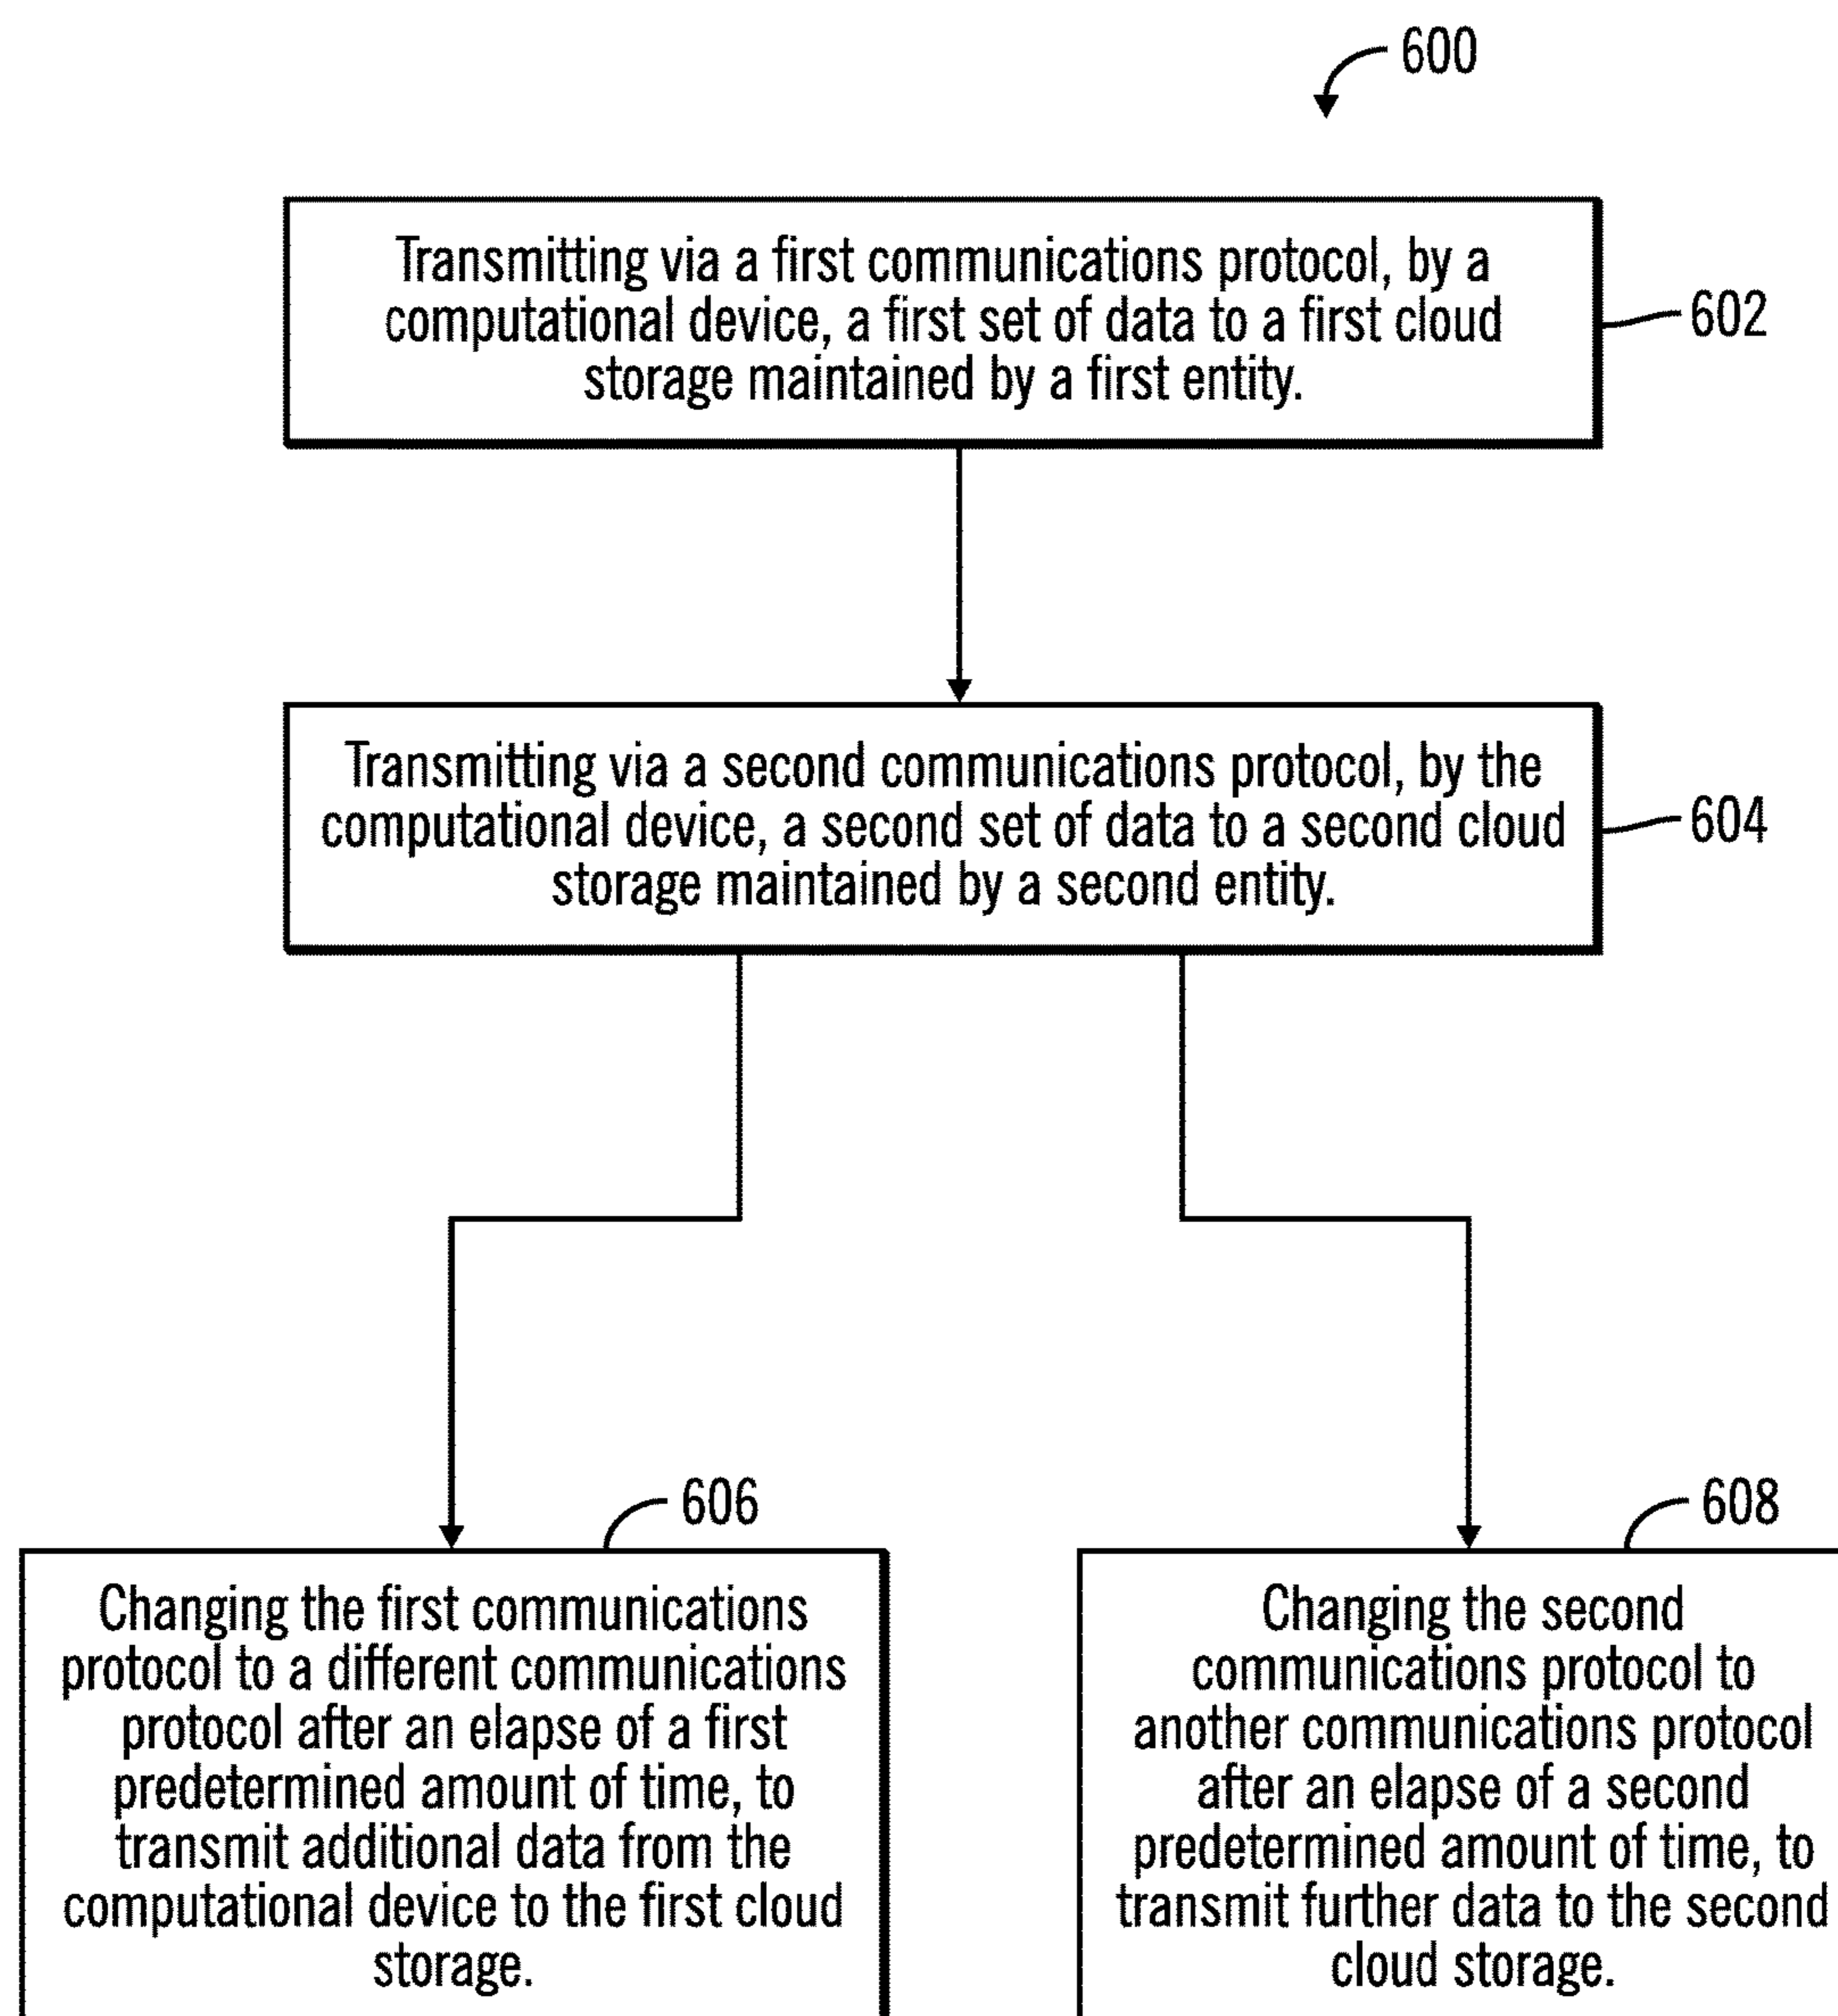 600
Transmitting via a first communications protocol, by a
computational device, a first set of data to a first cloud
storage maintained by a first entity.
602
Transmitting via a second communications protocol, by the
computational device, a second set of data to a second cloud
storage maintained by a second entity.
604
606
Changing the first communications
protocol to a different communications
protocol after an elapse of a first
predetermined amount of time, to
transmit additional data from the
computational device to the first cloud
storage.
608
Changing the second
communications protocol to
another communications protocol
after an elapse of a second
predetermined amount of time, to
transmit further data to the second
cloud storage.